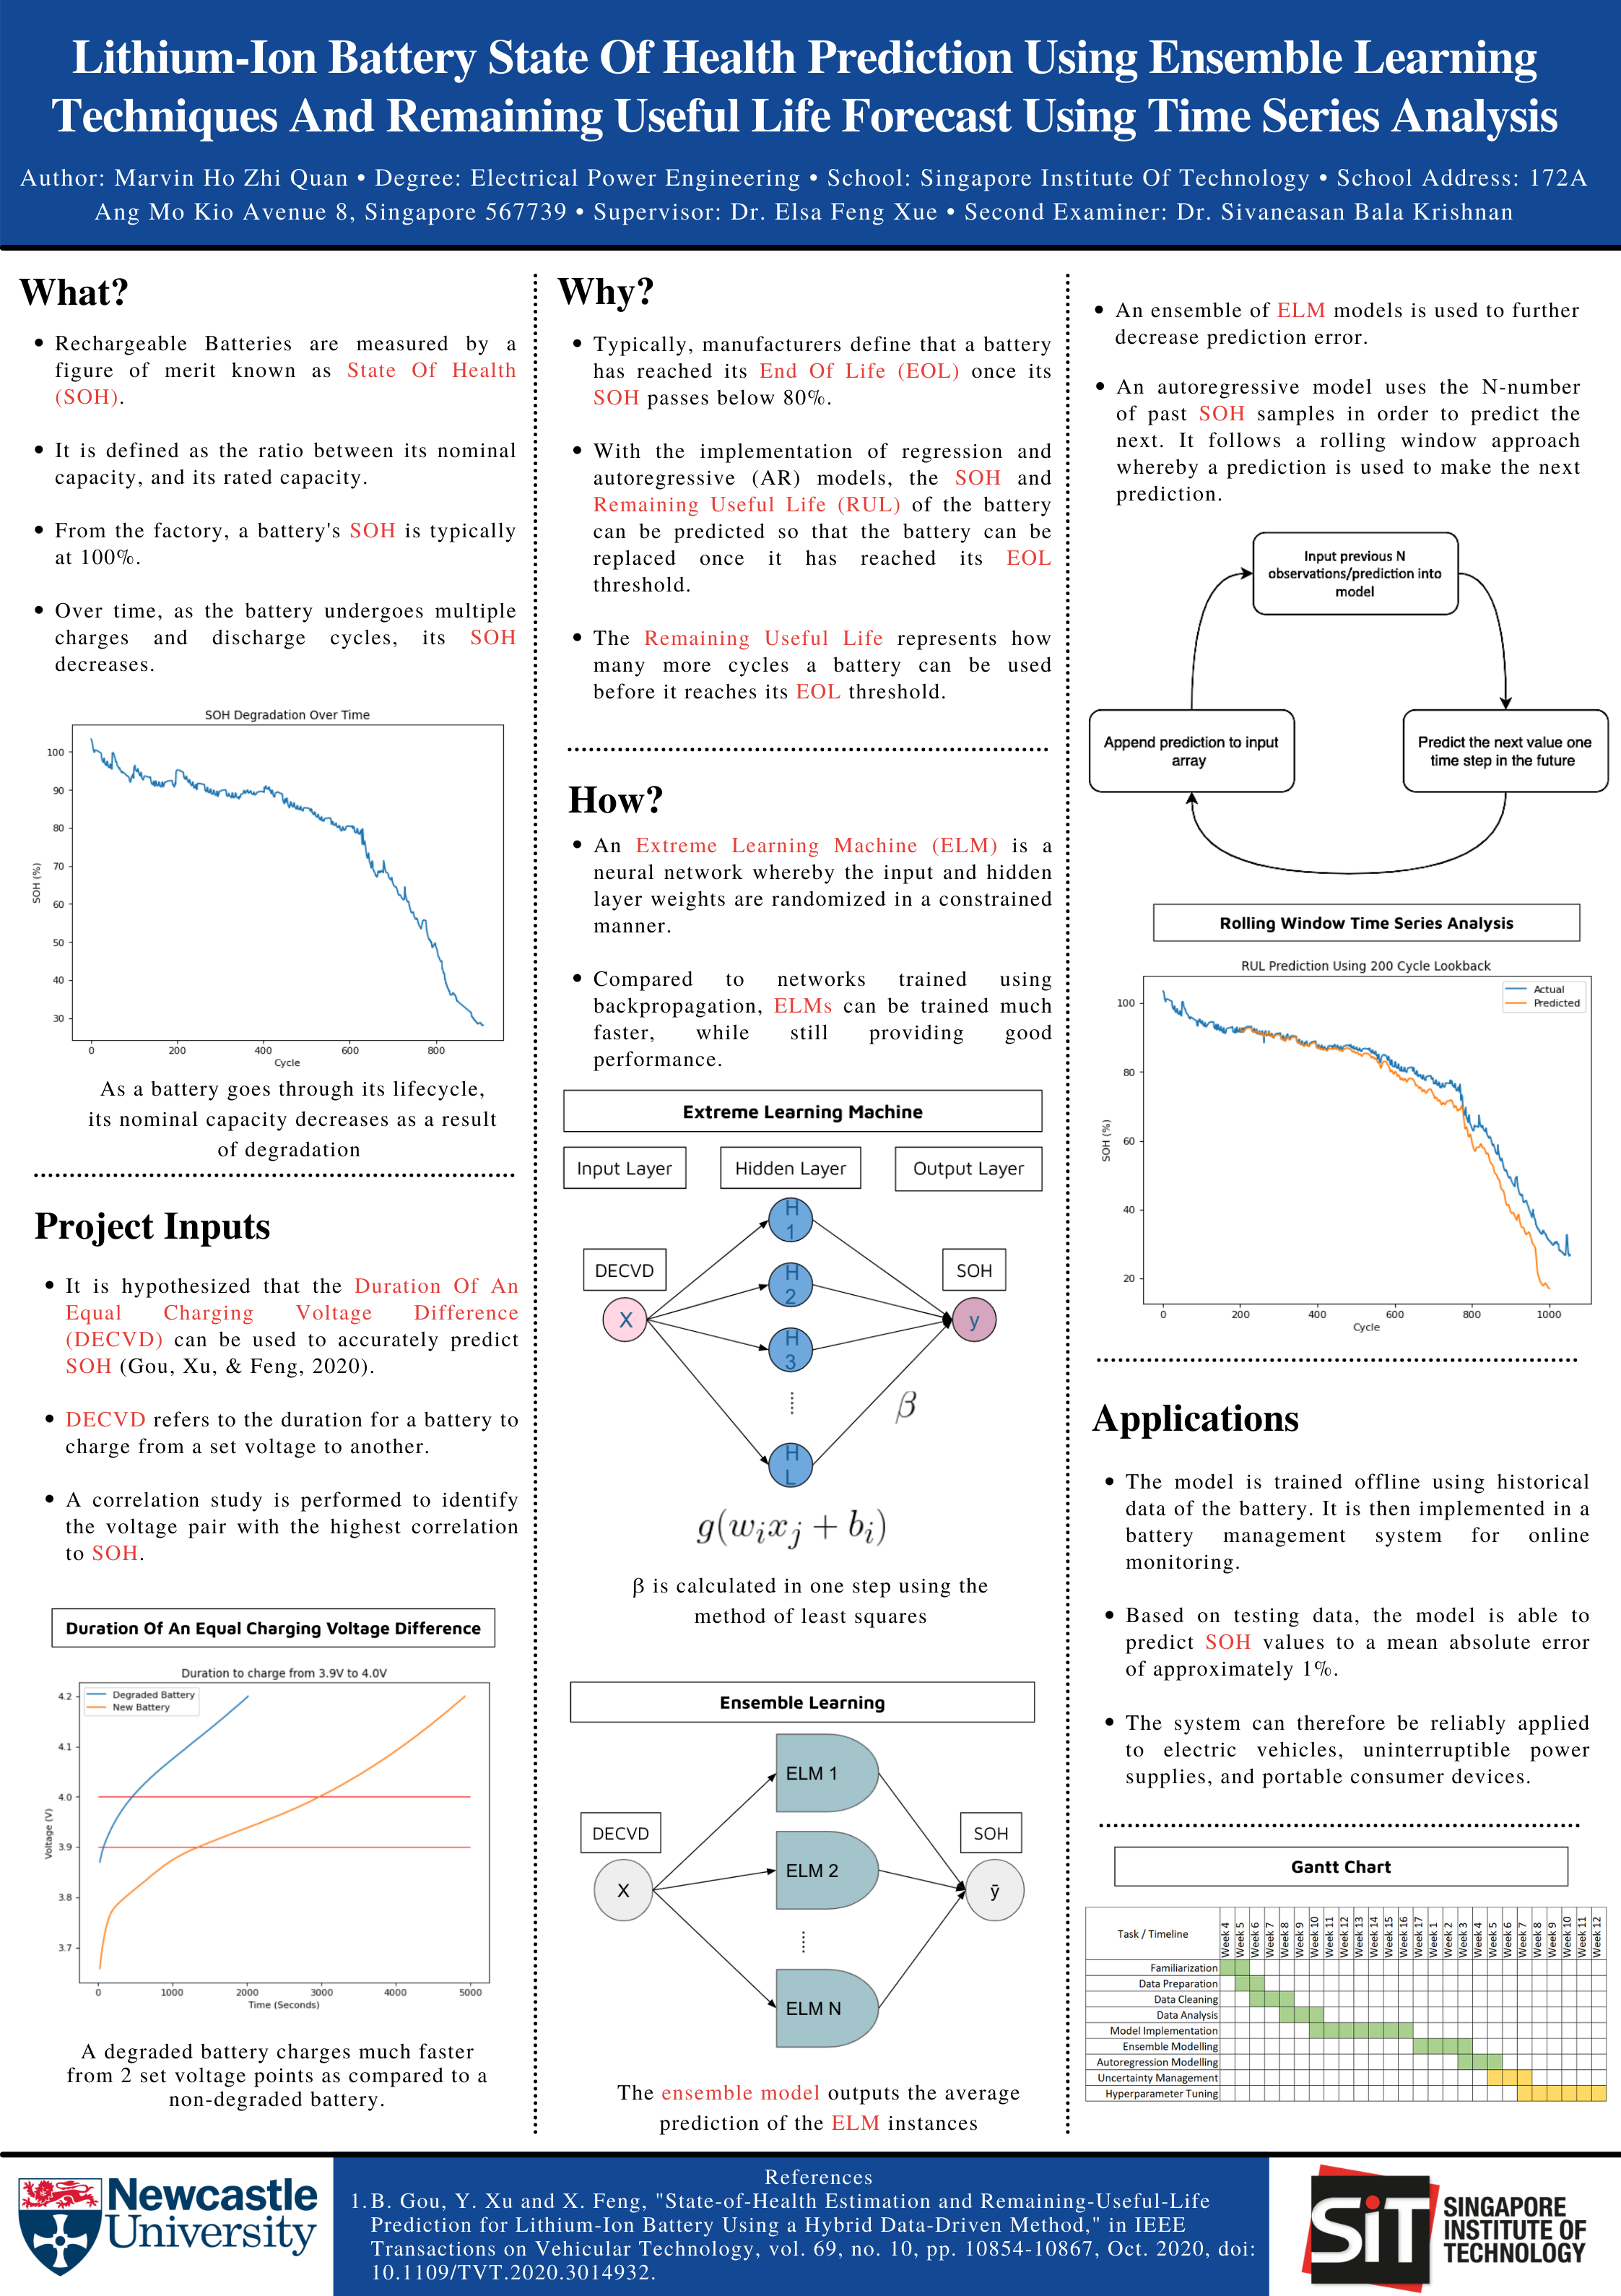 Lithium-Ion Battery State Of Health Prediction Using Ensemble Learning
Techniques And Remaining Useful Life Forecast Using Time Series Analysis
Author: Marvin Ho Zhi Quan • Degree: Electrical Power Engineering • School: Singapore Institute Of Technology • School Address: 172A
Ang Mo Kio Avenue 8, Singapore 567739 • Supervisor: Dr. Elsa Feng Xue • Second Examiner: Dr. Sivaneasan Bala Krishnan
What?
• Rechargeable Batteries are measured by a
figure of merit known as State Of Health
(SOH).
• It is defined as the ratio between its nominal
capacity, and its rated capacity.
• From the factory, a battery's SOH is typically
at 100%.
• Over time, as the battery undergoes multiple
charges and discharge cycles, its SOH
decreases.
SOH Degradation Over Time
100
90
80
70
60
50
40
30
SOH (%)
0 200 400 600 800
Cycle
As a battery goes through its lifecycle,
its nominal capacity decreases as a result
of degradation
Project Inputs
• It is hypothesized that the Duration Of An
Equal Charging Voltage Difference
(DECVD) can be used to accurately predict
SOH (Gou, Xu, & Feng, 2020).
• DECVD refers to the duration for a battery to
charge from a set voltage to another.
• A correlation study is performed to identify
the voltage pair with the highest correlation
to SOH.
Duration Of An Equal Charging Voltage Difference
Duration to charge from 3.9V to 4.0V
Degraded Battery
New Battery
4.2
4.1
4.0
3.9
3.8
3.7
Voltage (V)
0 1000 2000 3000 4000 5000
Time (Seconds)
A degraded battery charges much faster
from 2 set voltage points as compared to a
non-degraded battery.
Why?
• Typically, manufacturers define that a battery
has reached its End Of Life (EOL) once its
SOH passes below 80%.
• With the implementation of regression and
autoregressive (AR) models, the SOH and
Remaining Useful Life (RUL) of the battery
can be predicted so that the battery can be
replaced once it has reached its EOL
threshold.
• The Remaining Useful Life represents how
many more cycles a battery can be used
before it reaches its EOL threshold.
How?
• An Extreme Learning Machine (ELM) is a
neural network whereby the input and hidden
layer weights are randomized in a constrained
manner.
• Compared to networks trained using
backpropagation, ELMs can be trained much
faster, while still providing good
performance.
Extreme Learning Machine
Input Layer Hidden Layer Output Layer
DECVD
SOH
X
H 1
H 2
H 3
H L
y
β
g(wᵢxⱼ + bᵢ)
β is calculated in one step using the
method of least squares
Ensemble Learning
ELM 1
DECVD
SOH
ELM 2
X
ȳ
ELM N
The ensemble model outputs the average
prediction of the ELM instances
• An ensemble of ELM models is used to further
decrease prediction error.
• An autoregressive model uses the N-number
of past SOH samples in order to predict the
next. It follows a rolling window approach
whereby a prediction is used to make the next
prediction.
Input previous N
observations/prediction into
model
Append prediction to input
array
Predict the next value one
time step in the future
Rolling Window Time Series Analysis
RUL Prediction Using 200 Cycle Lookback
Actual
Predicted
100
80
60
40
20
SOH (%)
0 200 400 600 800 1000
Cycle
Applications
• The model is trained offline using historical
data of the battery. It is then implemented in a
battery management system for online
monitoring.
• Based on testing data, the model is able to
predict SOH values to a mean absolute error
of approximately 1%.
• The system can therefore be reliably applied
to electric vehicles, uninterruptible power
supplies, and portable consumer devices.
Gantt Chart
Task / Timeline Week 4 Week 5 Week 6 Week 7 Week 8 Week 9 Week 10 Week 11 Week 12 Week 13 Week 14 Week 15 Week 16 Week 17 Week 1 Week 2 Week 3 Week 4 Week 5 Week 6 Week 7 Week 8 Week 9 Week 10 Week 11 Week 12
Familiarization
Data Preparation
Data Cleaning
Data Analysis
Model Implementation
Ensemble Modelling
Autoregression Modelling
Uncertainty Management
Hyperparameter Tuning
Newcastle
University
References
1. B. Gou, Y. Xu and X. Feng, "State-of-Health Estimation and Remaining-Useful-Life
Prediction for Lithium-Ion Battery Using a Hybrid Data-Driven Method," in IEEE
Transactions on Vehicular Technology, vol. 69, no. 10, pp. 10854-10867, Oct. 2020, doi:
10.1109/TVT.2020.3014932.
SiT
SINGAPORE
INSTITUTE OF
TECHNOLOGY